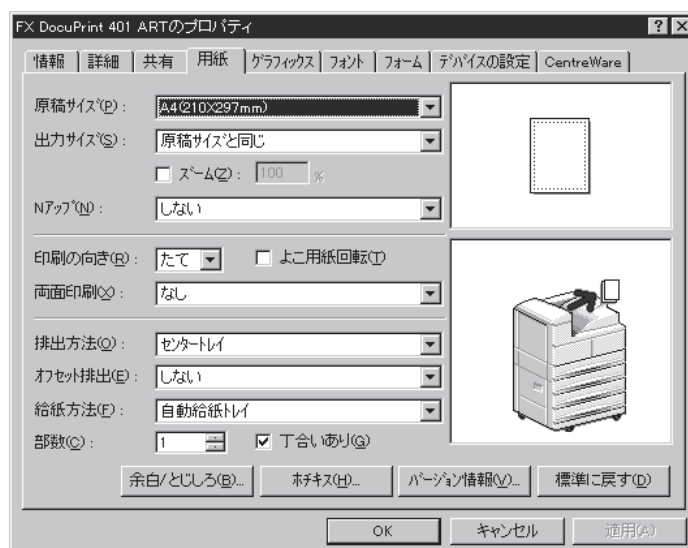 FX DocuPrint 401 ARTのプロパティ
情報 詳細 共有 用紙 グラフィックス フォント フォーム デバイスの設定 CentreWare
原稿サイズ(P): A4(210X297mm)
出力サイズ(S): 原稿サイズと同じ
ズーム(Z): 100 %
Nアップ(N): しない
印刷の向き(R): たて よこ用紙回転(T)
両面印刷(X): なし
排出方法(O): センタートレイ
オフセット排出(E): しない
給紙方法(F): 自動給紙トレイ
部数(C): 1 丁合いあり(G)
余白/とじしろ(B)... ホチキス(H)... バージョン情報(V)... 標準に戻す(D)
OK キャンセル 適用(A)